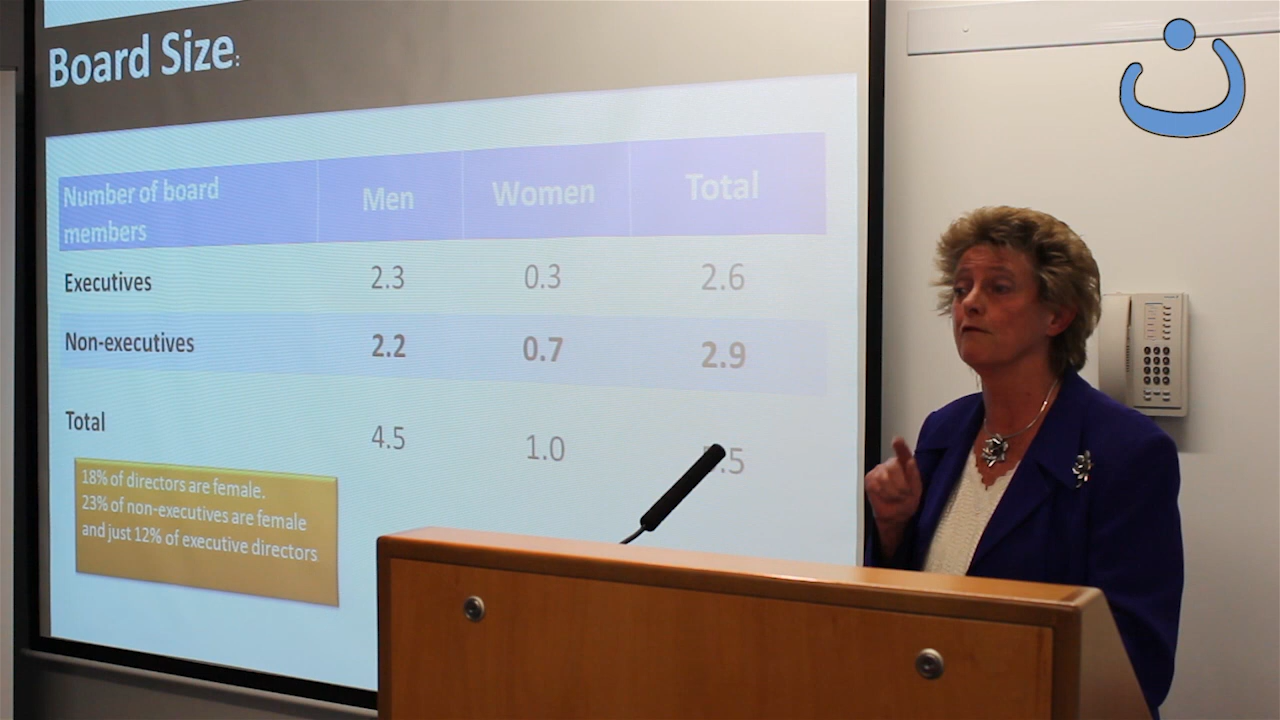 Board Size:
Number of board
members
Men
Women
Total
Executives
2.3
0.3
2.6
Non-executives
2.2
0.7
2.9
Total
4.5
1.0
.5
18% of directors are female.
23% of non-executives are female
and just 12% of executive directors